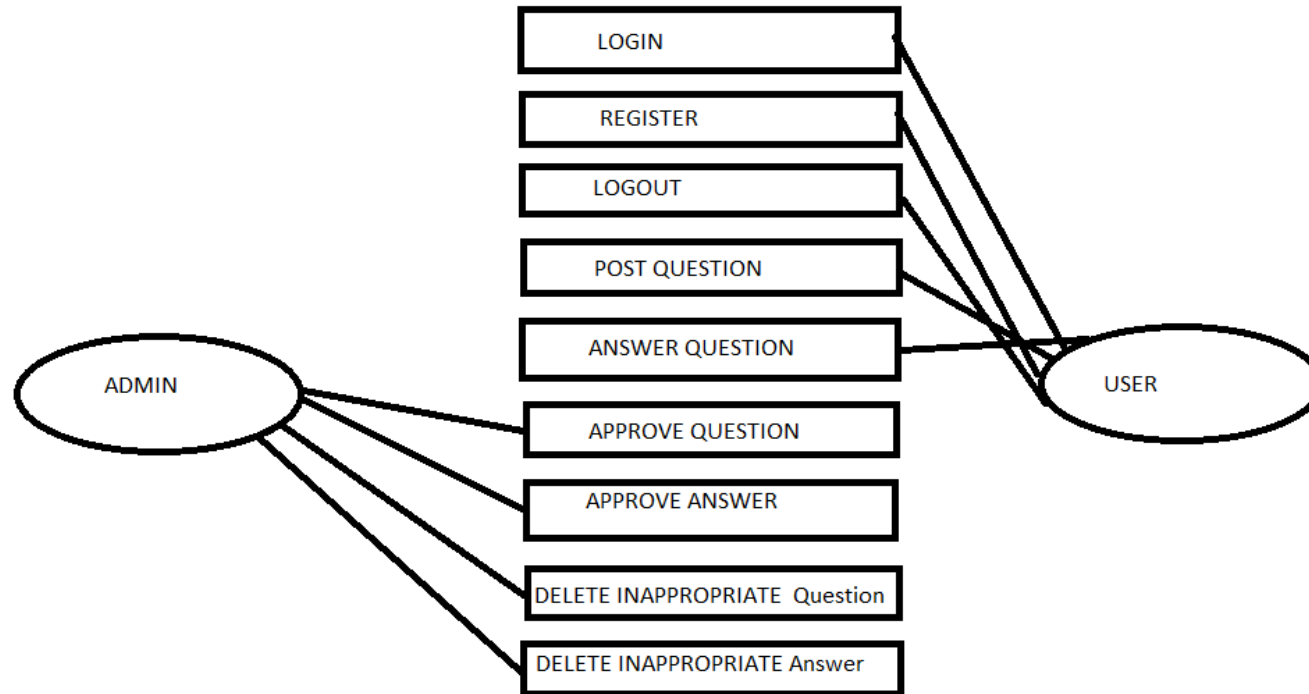 LOGIN
REGISTER
LOGOUT
POST QUESTION
ANSWER QUESTION
ADMIN
USER
APPROVE QUESTION
APPROVE ANSWER
DELETE INAPPROPRIATE Question
DELETE INAPPROPRIATE Answer